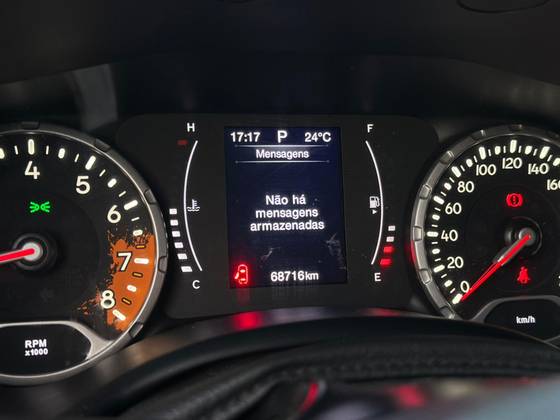 17:17 P 24°C
Mensagens
Não há
mensagens
armazenadas
68716km
H
C
F
E
4
5
6
7
8
RPM
x1000
0
20
40
60
80
100
120
140
160
km/h